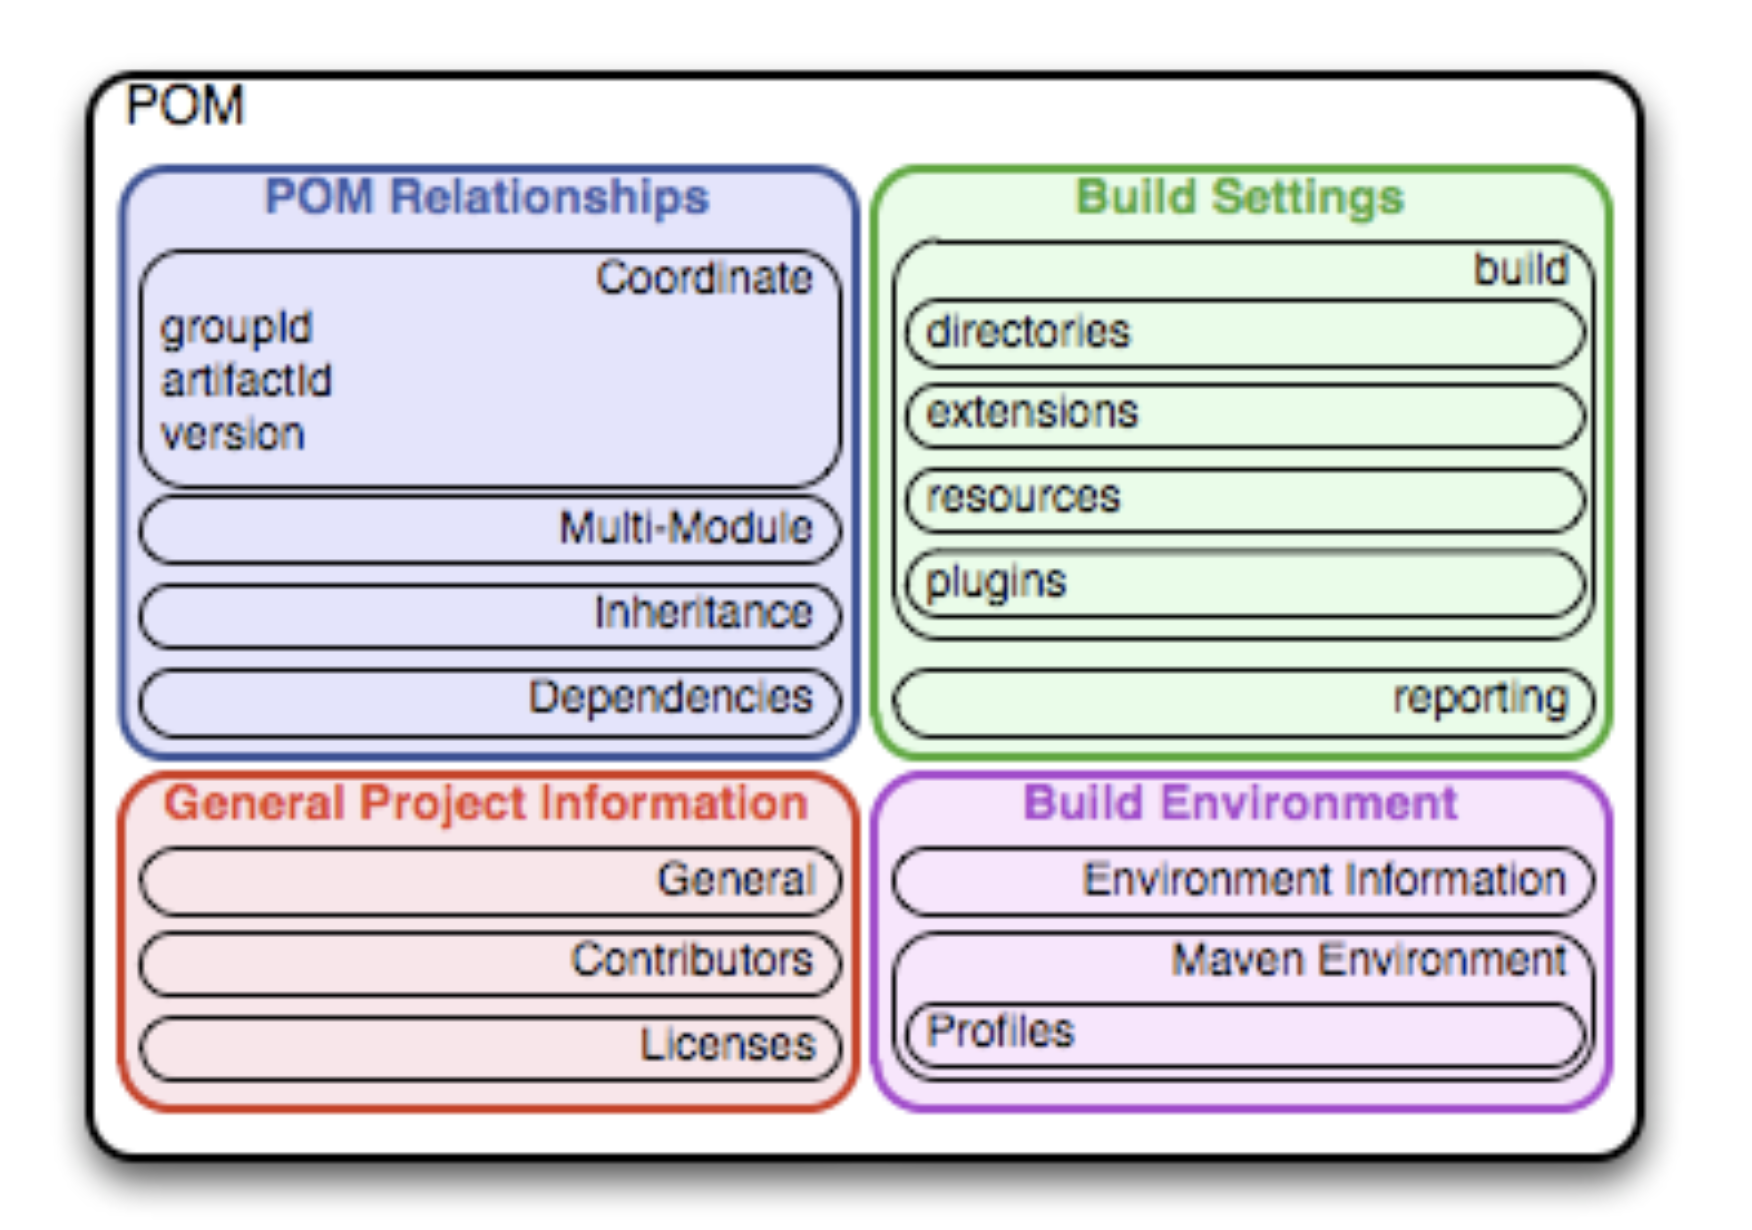 POM
POM Relationships
Coordinate
groupId
artifactId
version
Multi-Module
Inheritance
Dependencies
Build Settings
build
directories
extensions
resources
plugins
reporting
General Project Information
General
Contributors
Licenses
Build Environment
Environment Information
Maven Environment
Profiles